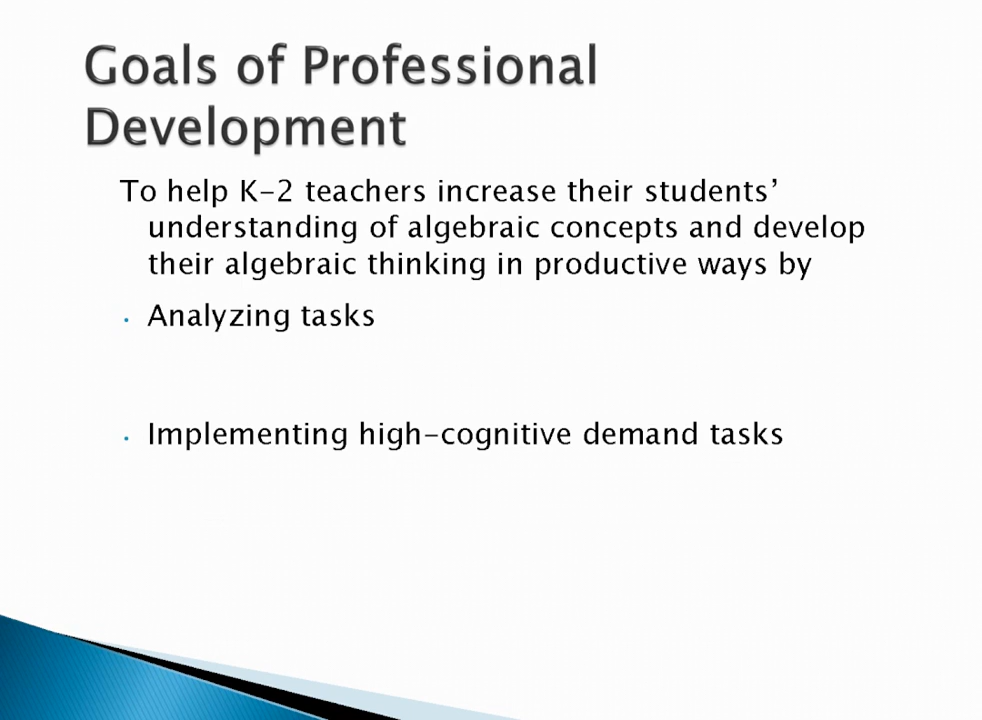 Goals of Professional
Development
To help K-2 teachers increase their students’
understanding of algebraic concepts and develop
their algebraic thinking in productive ways by
• Analyzing tasks
• Implementing high-cognitive demand tasks